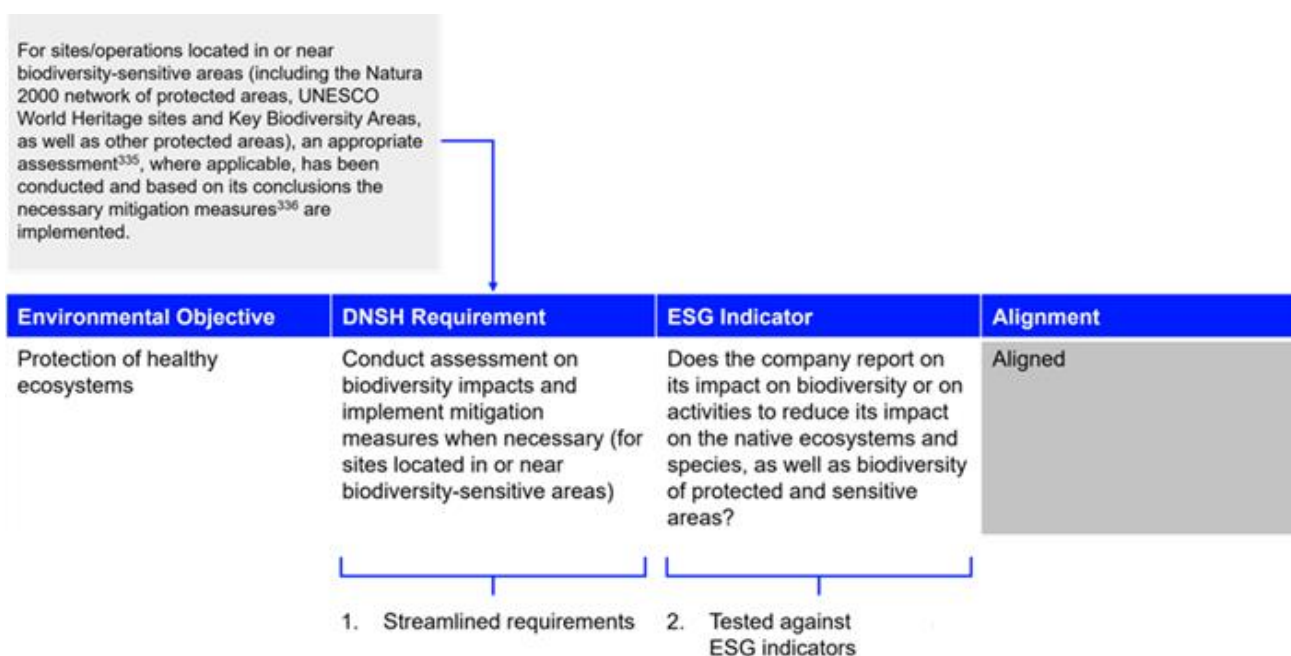 For sites/operations located in or near
biodiversity-sensitive areas (including the Natura
2000 network of protected areas, UNESCO
World Heritage sites and Key Biodiversity Areas,
as well as other protected areas), an appropriate
assessment³³⁵, where applicable, has been
conducted and based on its conclusions the
necessary mitigation measures³³⁶ are
implemented.
Environmental Objective
DNSH Requirement
ESG Indicator
Alignment
Protection of healthy
ecosystems
Conduct assessment on
biodiversity impacts and
implement mitigation
measures when necessary (for
sites located in or near
biodiversity-sensitive areas)
Does the company report on
its impact on biodiversity or on
activities to reduce its impact
on the native ecosystems and
species, as well as biodiversity
of protected and sensitive
areas?
Aligned
1. Streamlined requirements
2. Tested against
ESG indicators